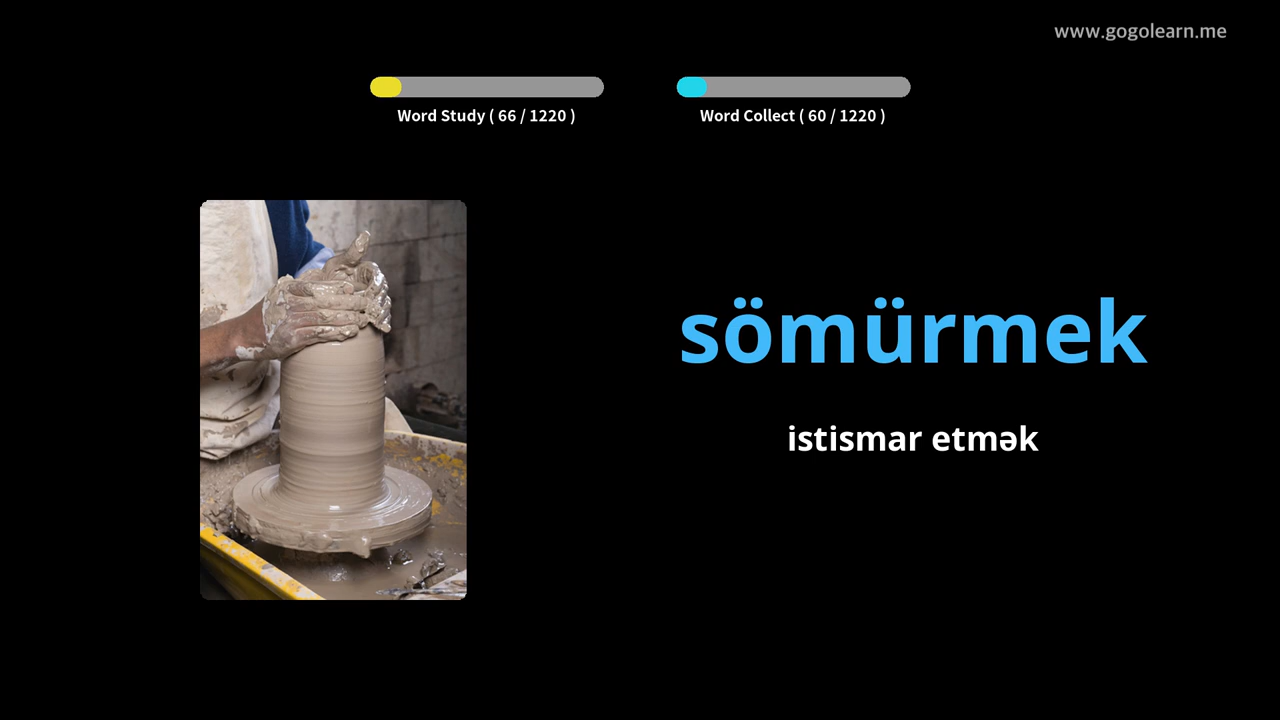 www.gogolearn.me
Word Study ( 66 / 1220 )
Word Collect ( 60 / 1220 )
sömürmek
istismar etmək